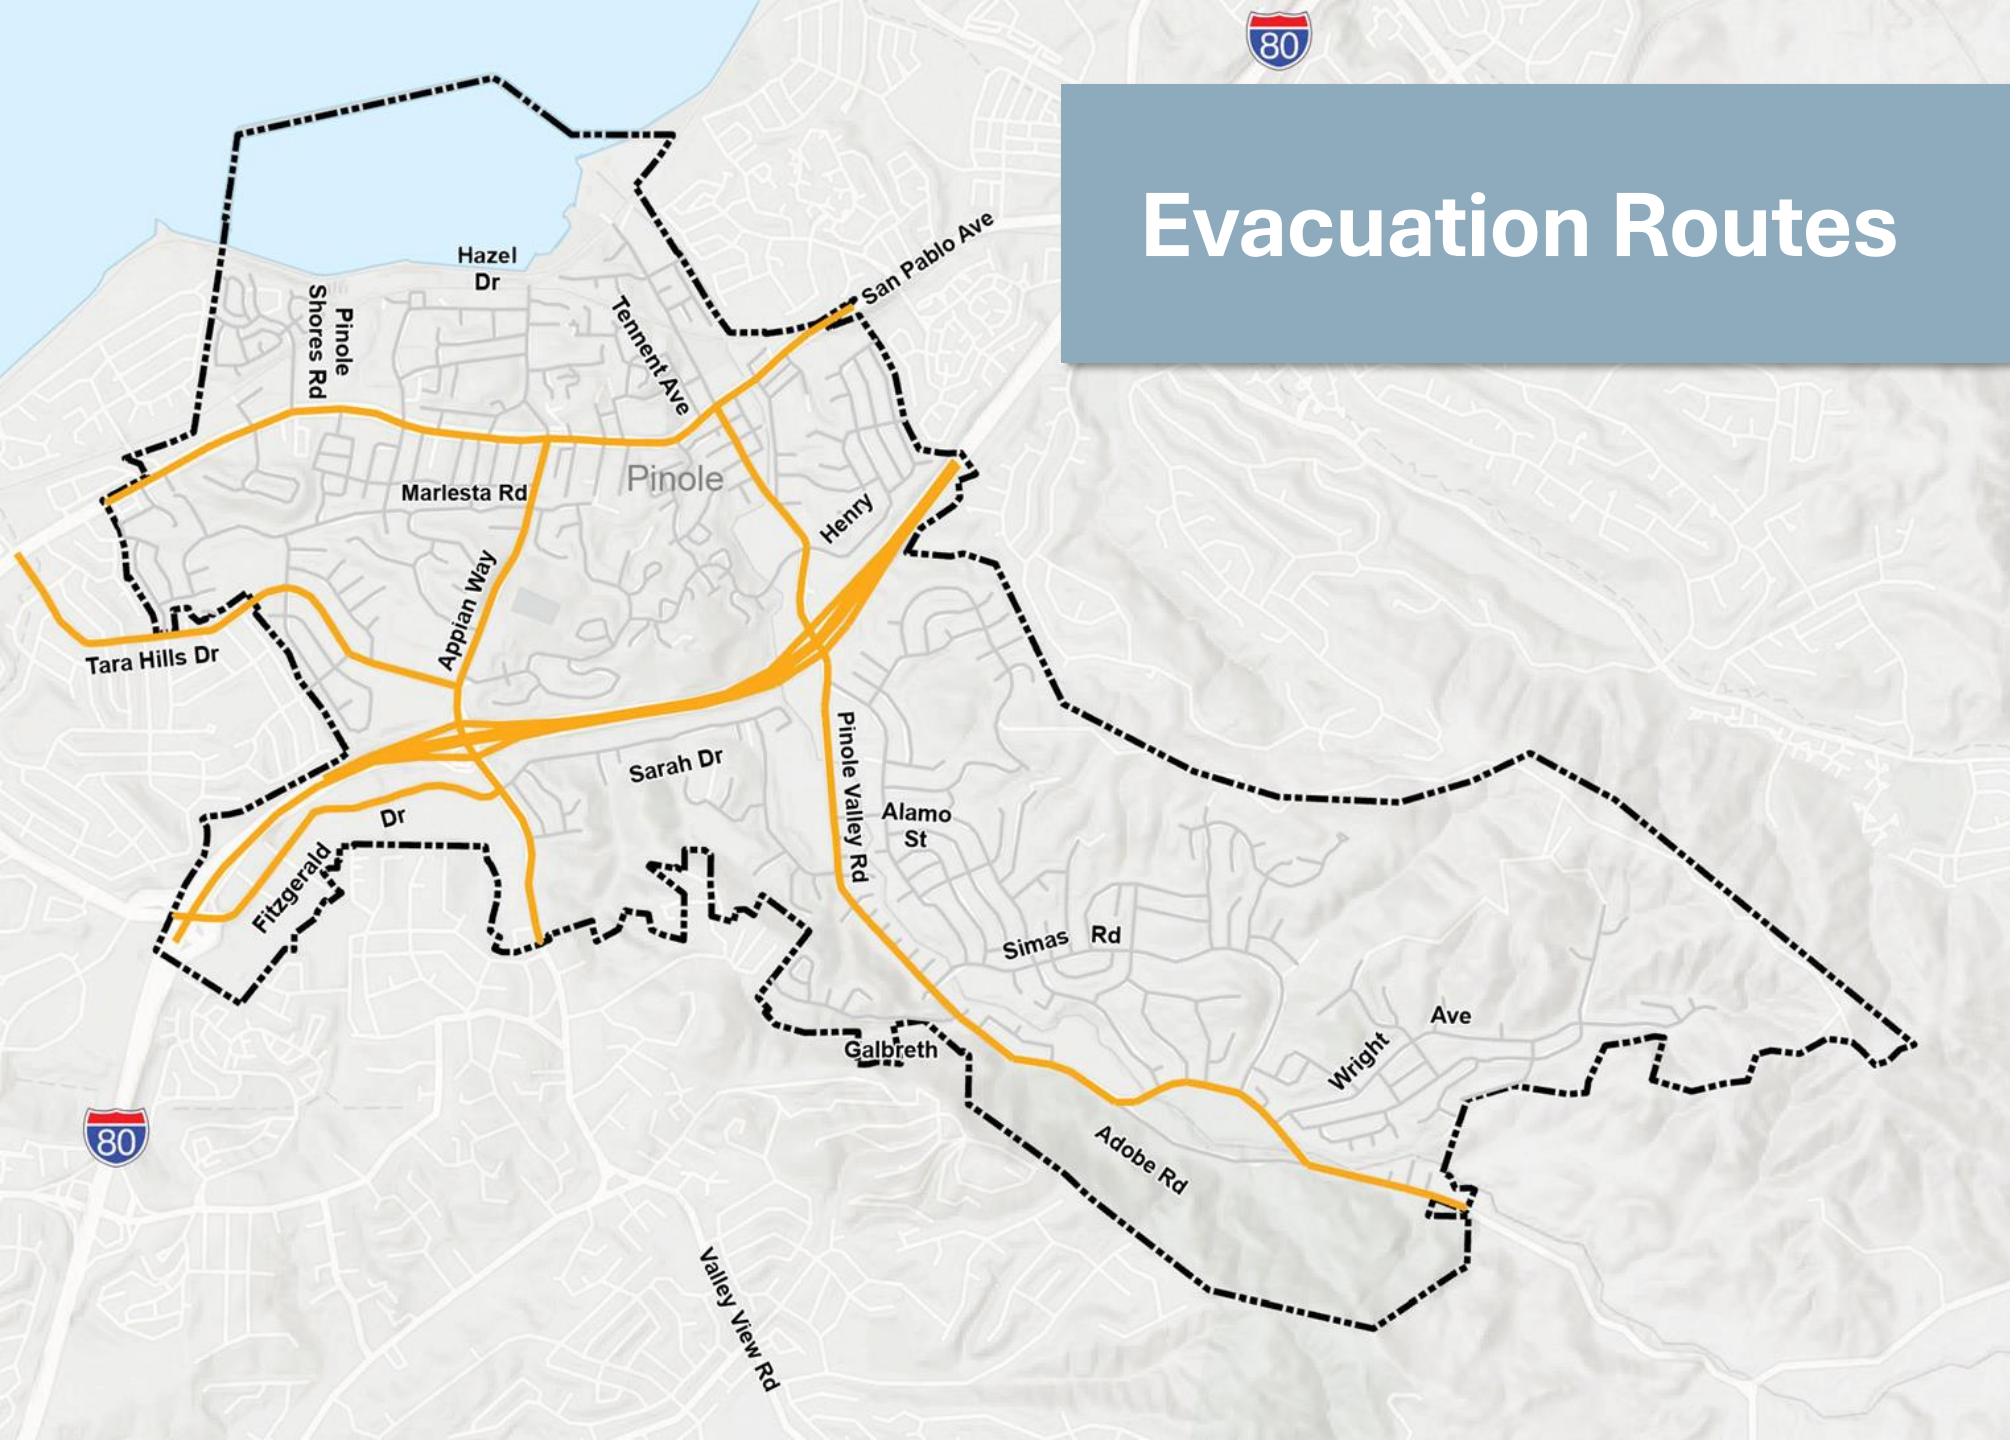 80
Evacuation Routes
San Pablo Ave
Hazel
Dr
Pinole
Shores Rd
Tennent Ave
Pinole
Marlesta Rd
Henry
Appian Way
Tara Hills Dr
Sarah Dr
Pinole Valley Rd
Alamo
St
Fitzgerald Dr
Simas Rd
Wright Ave
Galbreth
Adobe Rd
80
Valley View Rd